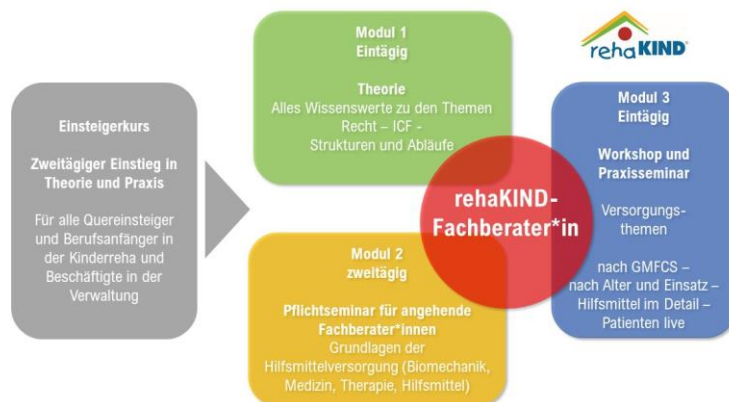 Einsteigerkurs
Zweitägiger Einstieg in
Theorie und Praxis
Für alle Quereinsteiger
und Berufsanfänger in
der Kinderreha und
Beschäftigte in der
Verwaltung
Modul 1
Eintägig
Theorie
Alles Wissenswerte zu den Themen
Recht – ICF -
Strukturen und Abläufe
Modul 2
zweitägig
Pflichtseminar für angehende
Fachberater*innen
Grundlagen der
Hilfsmittelversorgung (Biomechanik,
Medizin, Therapie, Hilfsmittel)
rehaKIND-
Fachberater*in
rehaKIND
Modul 3
Eintägig
Workshop und
Praxisseminar
Versorgungs-
themen
nach GMFCS –
nach Alter und Einsatz –
Hilfsmittel im Detail –
Patienten live